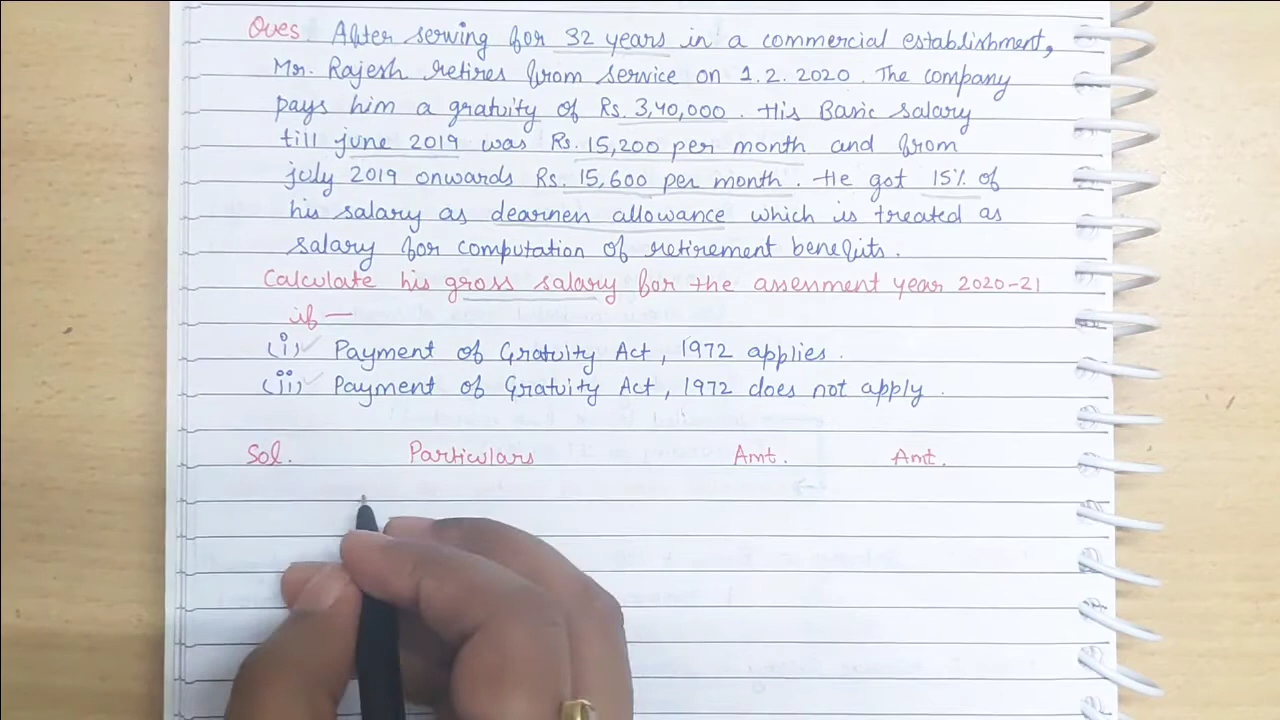 Ques. After serving for 32 years in a commercial establishment,
Mr. Rajesh retires from service on 1.2.2020. The company
pays him a gratuity of Rs. 3,40,000. His Basic salary
till june 2019 was Rs. 15,200 per month and from
july 2019 onwards Rs. 15,600 per month. He got 15% of
his salary as dearness allowance which is treated as
salary for computation of retirement benefits.
Calculate his gross salary for the assessment year 2020-21
if —
(i) Payment of Gratuity Act, 1972 applies.
(ii) Payment of Gratuity Act, 1972 does not apply.
Sol. Particulars Amt. Amt.